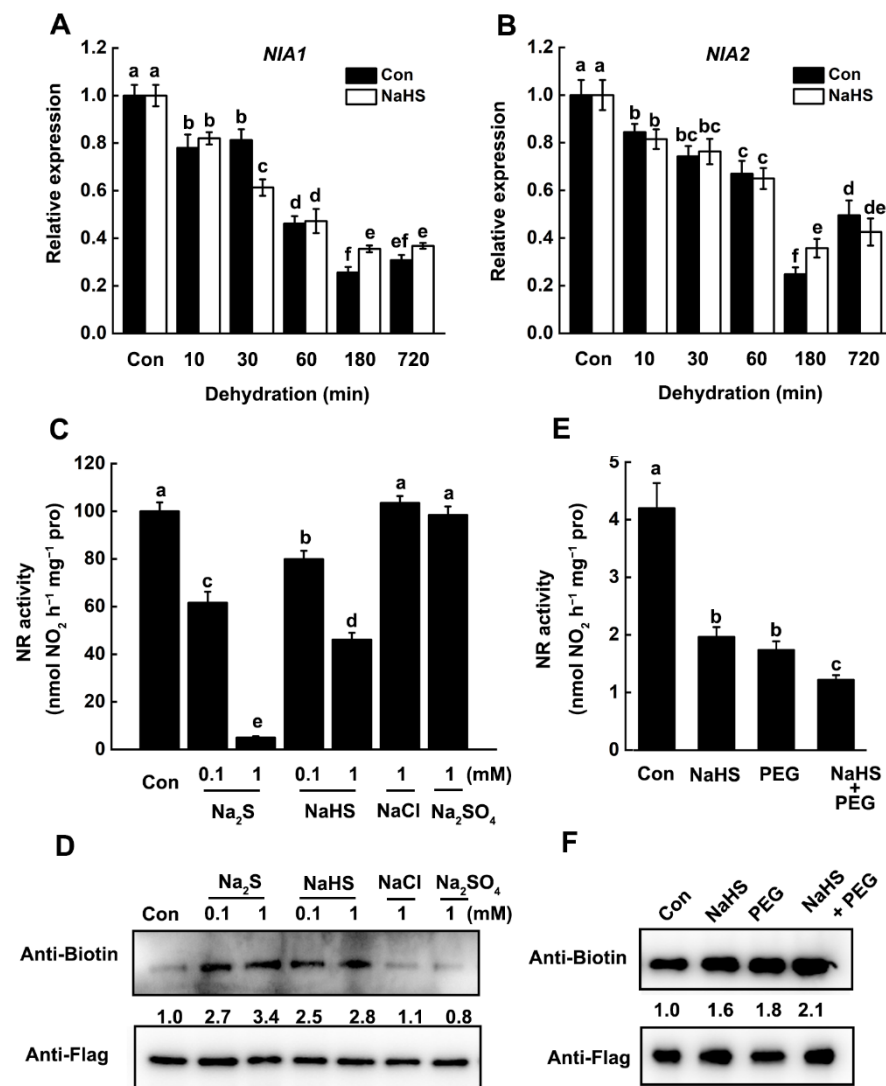 A
NIA1
Con
NaHS
Relative expression
1.2
1.0
0.8
0.6
0.4
0.2
0.0
a a
b b
b c
d d
f e
ef e
Con 10 30 60 180 720
Dehydration (min)
B
NIA2
Con
NaHS
Relative expression
1.2
1.0
0.8
0.6
0.4
0.2
0.0
a a
b b
bc bc
c c
f e
d de
Con 10 30 60 180 720
Dehydration (min)
C
NR activity
(nmol NO₂ h⁻¹ mg⁻¹ pro)
120
100
80
60
40
20
0
a c e b d a a
Con 0.1 1 0.1 1 1 1 (mM)
Na₂S NaHS NaCl Na₂SO₄
E
NR activity
(nmol NO₂ h⁻¹ mg⁻¹ pro)
5
4
3
2
1
0
a b b c
Con NaHS PEG NaHS
+
PEG
D
Na₂S NaHS NaCl Na₂SO₄
Con 0.1 1 0.1 1 1 1 (mM)
Anti-Biotin
1.0 2.7 3.4 2.5 2.8 1.1 0.8
Anti-Flag
F
Con NaHS PEG NaHS
+ PEG
Anti-Biotin
1.0 1.6 1.8 2.1
Anti-Flag